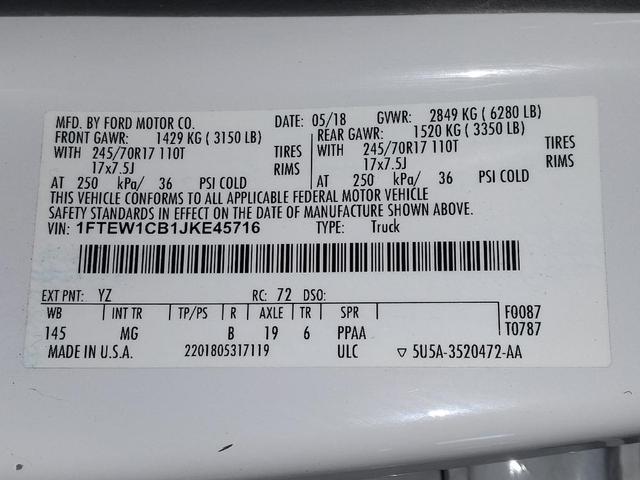 MFD. BY FORD MOTOR CO. DATE: 05/18 GVWR: 2849 KG ( 6280 LB)
FRONT GAWR: 1429 KG ( 3150 LB) REAR GAWR: 1520 KG ( 3350 LB)
WITH 245/70R17 110T TIRES WITH 245/70R17 110T TIRES
17x7.5J RIMS 17x7.5J RIMS
AT 250 kPa/ 36 PSI COLD AT 250 kPa/ 36 PSI COLD
THIS VEHICLE CONFORMS TO ALL APPLICABLE FEDERAL MOTOR VEHICLE
SAFETY STANDARDS IN EFFECT ON THE DATE OF MANUFACTURE SHOWN ABOVE.
VIN: 1FTEW1CB1JKE45716 TYPE: Truck
EXT PNT: YZ RC: 72 DSO:
WB INT TR TP/PS R AXLE TR SPR F0087
145 MG B 19 6 PPAA T0787
MADE IN U.S.A. 2201805317119 ULC ▽ 5U5A-3520472-AA